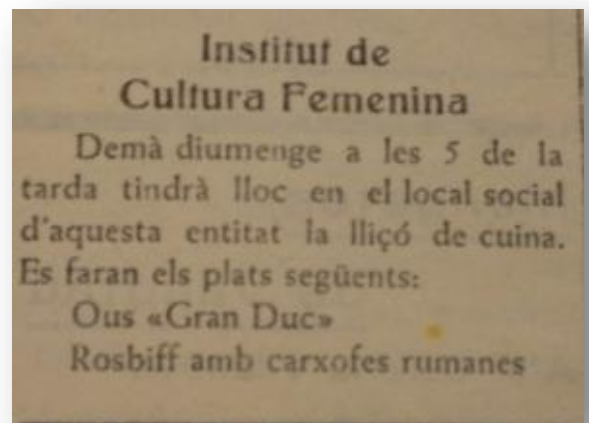 Institut de
Cultura Femenina
Demà diumenge a les 5 de la
tarda tindrà lloc en el local social
d'aquesta entitat la lliçó de cuina.
Es faran els plats següents:
Ous «Gran Duc»
Rosbiff amb carxofes rumanes